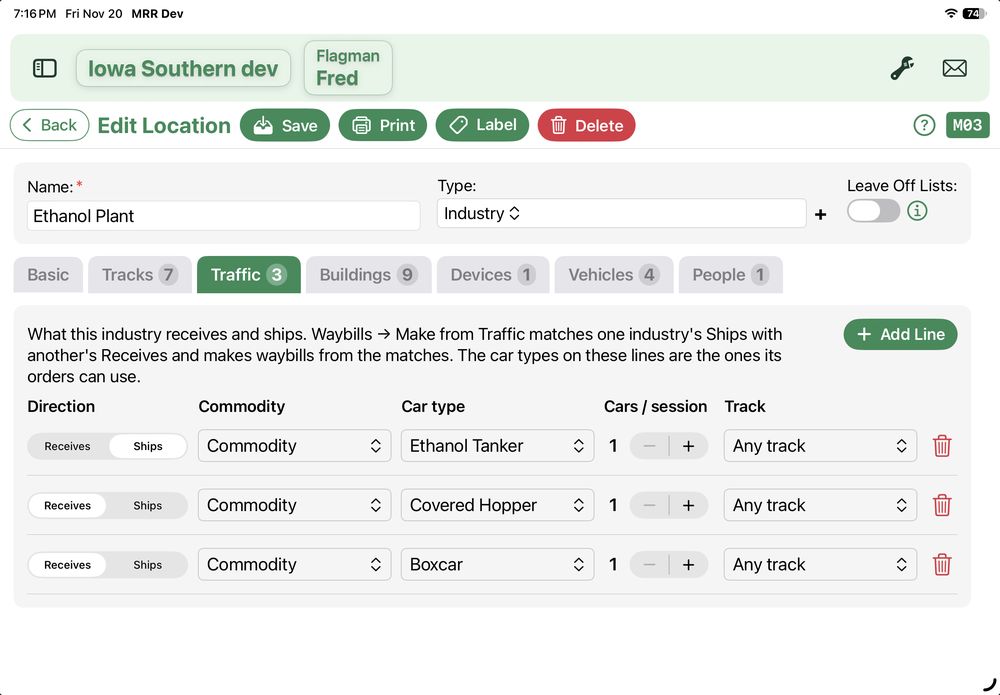 7:16 PM Fri Nov 20 MRR Dev
74
Iowa Southern dev
Flagman
Fred
Back
Edit Location
Save
Print
Label
Delete
?
M03
Name: *
Type:
Leave Off Lists:
Ethanol Plant
Industry
+
i
Basic
Tracks 7
Traffic 3
Buildings 9
Devices 1
Vehicles 4
People 1
What this industry receives and ships. Waybills → Make from Traffic matches one industry's Ships with
another's Receives and makes waybills from the matches. The car types on these lines are the ones its
orders can use.
+ Add Line
Direction Commodity Car type Cars / session Track
Receives Ships Commodity Ethanol Tanker 1 − + Any track
Receives Ships Commodity Covered Hopper 1 − + Any track
Receives Ships Commodity Boxcar 1 − + Any track